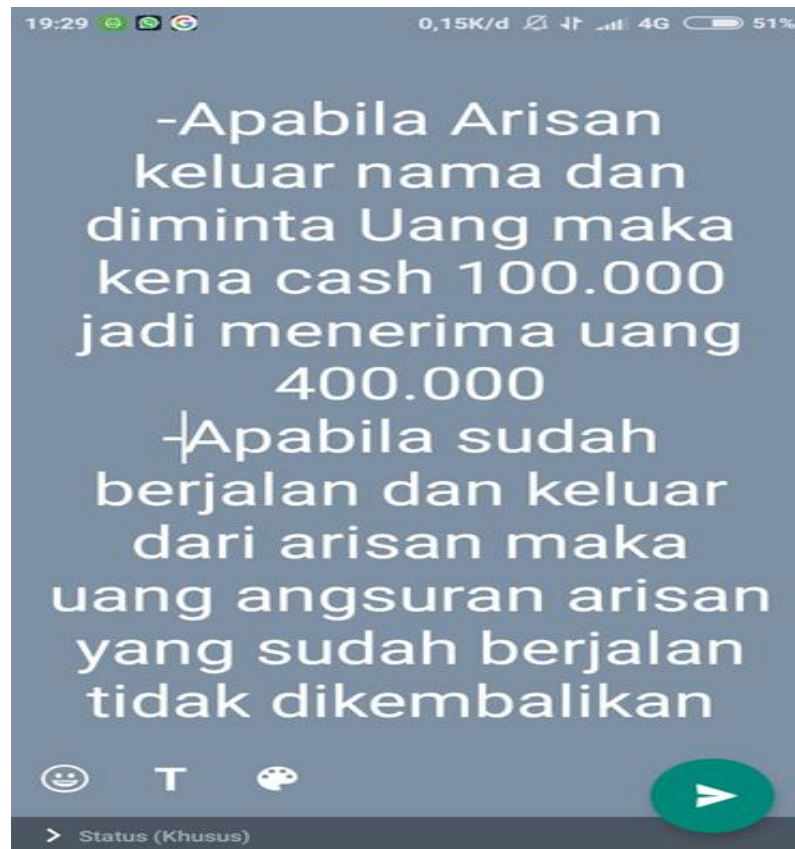 19:29 0,15K/d 4G 51%
-Apabila Arisan
keluar nama dan
diminta Uang maka
kena cash 100.000
jadi menerima uang
400.000
-Apabila sudah
berjalan dan keluar
dari arisan maka
uang angsuran arisan
yang sudah berjalan
tidak dikembalikan
T
> Status (Khusus)